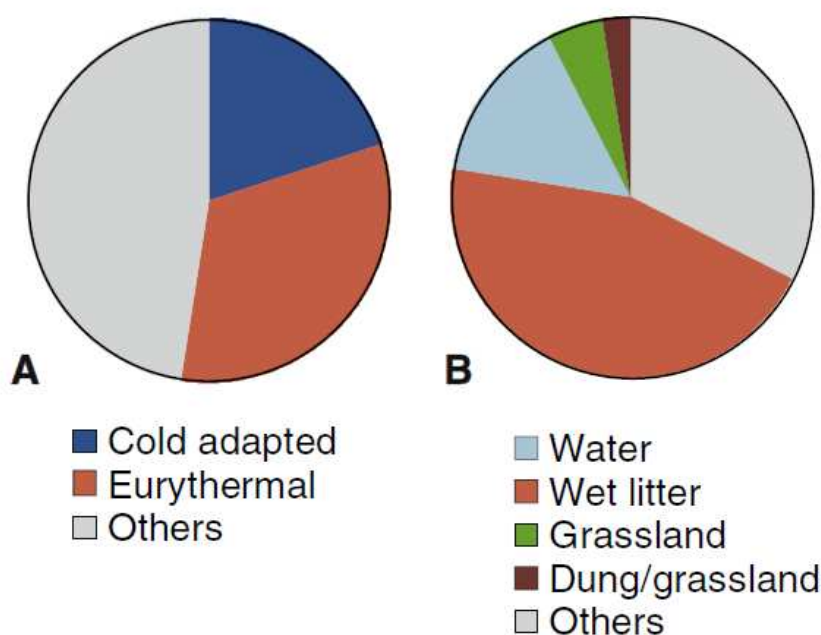 A
B
Cold adapted
Eurythermal
Others
Water
Wet litter
Grassland
Dung/grassland
Others